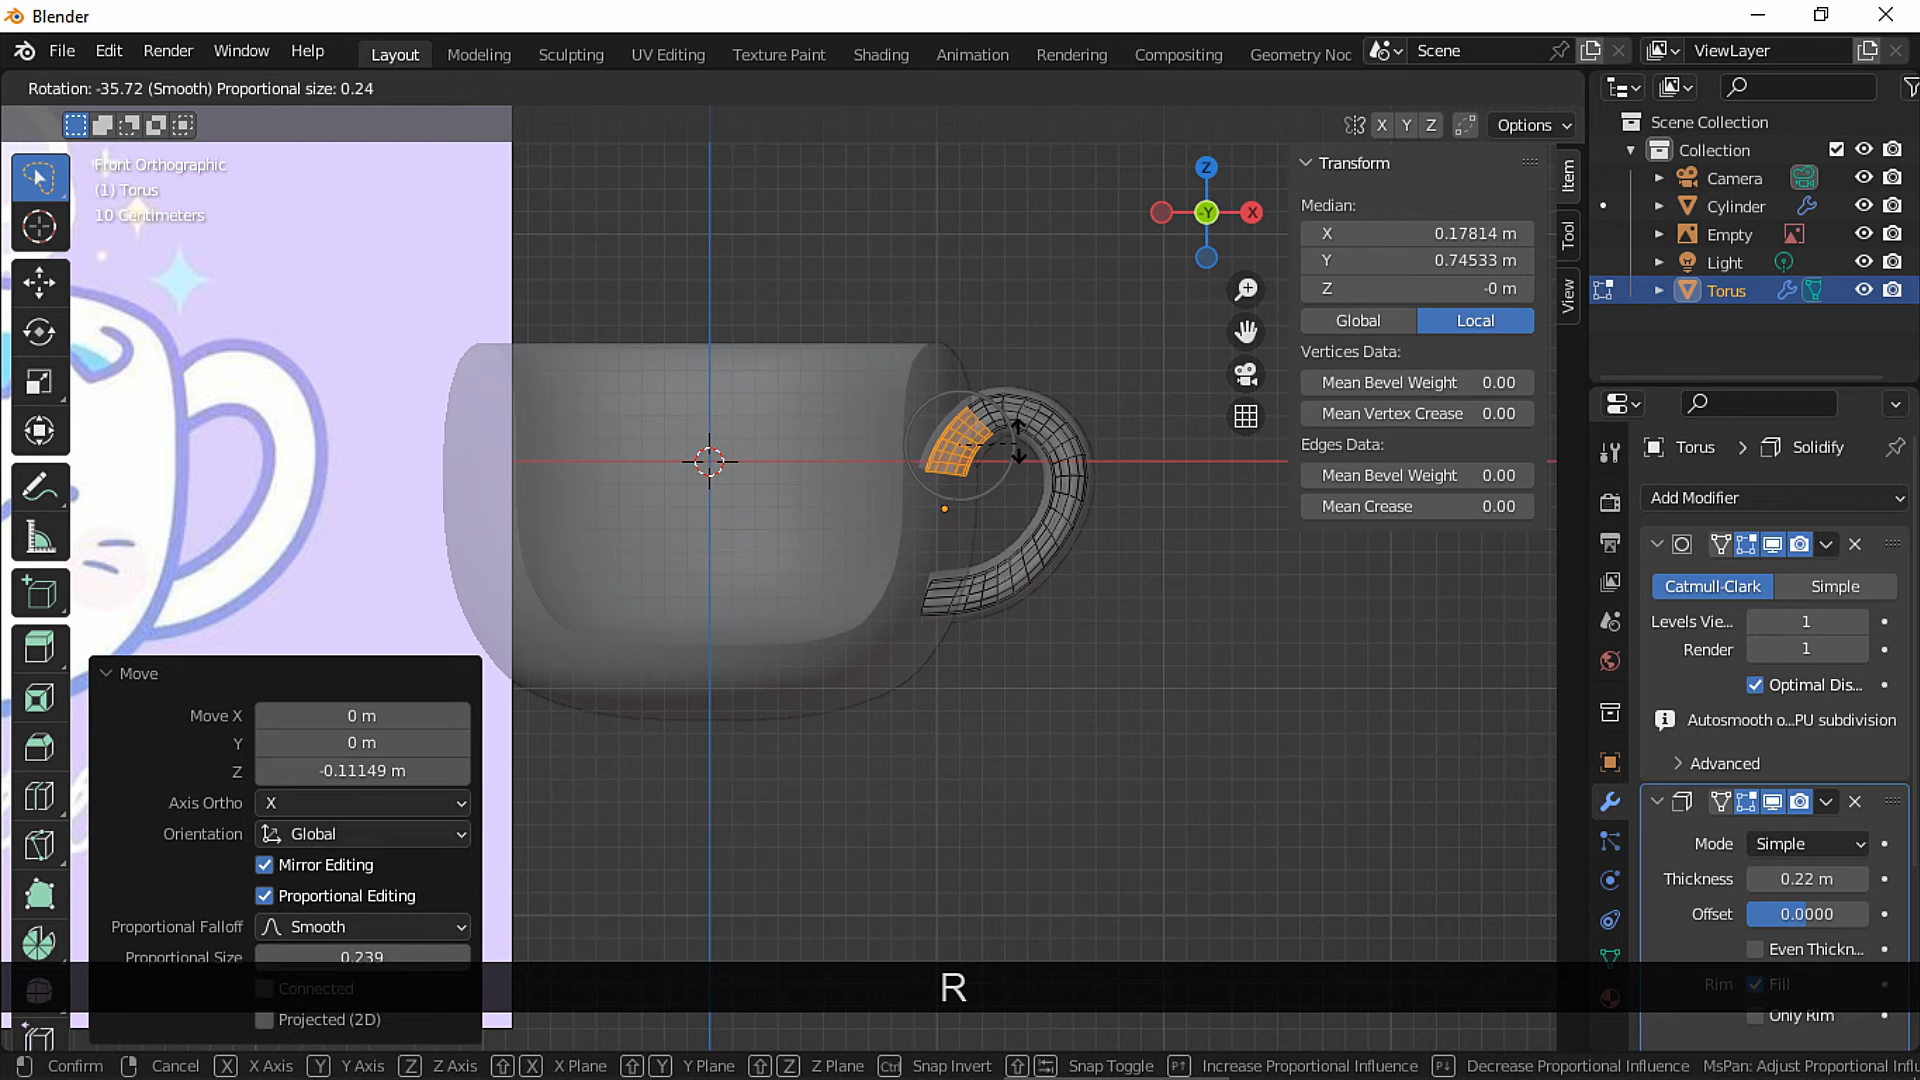 Blender
File Edit Render Window Help Layout Modeling Sculpting UV Editing Texture Paint Shading Animation Rendering Compositing Geometry Noc Scene ViewLayer
Rotation: -35.72 (Smooth) Proportional size: 0.24
X Y Z Options
Front Orthographic
(1) Torus
10 Centimeters
Z
-Y
X
Transform
Median:
X 0.17814 m
Y 0.74533 m
Z -0 m
Global Local
Vertices Data:
Mean Bevel Weight 0.00
Mean Vertex Crease 0.00
Edges Data:
Mean Bevel Weight 0.00
Mean Crease 0.00
Item
Tool
View
Scene Collection
Collection
Camera
Cylinder
Empty
Light
Torus
Torus > Solidify
Add Modifier
Catmull-Clark Simple
Levels Vie... 1
Render 1
Optimal Dis...
Autosmooth o...PU subdivision
Advanced
Mode Simple
Thickness 0.22 m
Offset 0.0000
Even Thickn...
Rim Fill
Only Rim
Move
Move X 0 m
Y 0 m
Z -0.11149 m
Axis Ortho X
Orientation Global
Mirror Editing
Proportional Editing
Proportional Falloff Smooth
Proportional Size 0.239
Connected
Projected (2D)
R
Confirm Cancel X X Axis Y Y Axis Z Z Axis X X Plane Y Y Plane Z Z Plane Ctrl Snap Invert Snap Toggle Increase Proportional Influence Decrease Proportional Influence MsPan: Adjust Proportional Infl